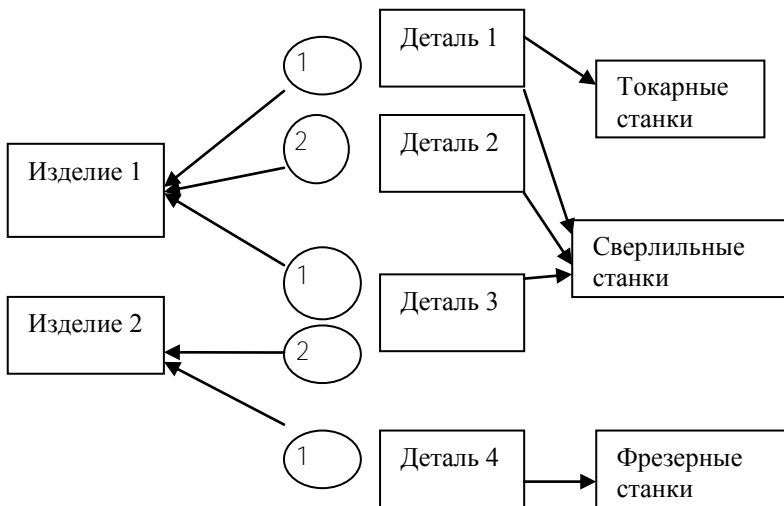 1
Деталь 1
Токарные
станки
2
Деталь 2
Изделие 1
Сверлильные
станки
1
Деталь 3
Изделие 2
2
1
Деталь 4
Фрезерные
станки